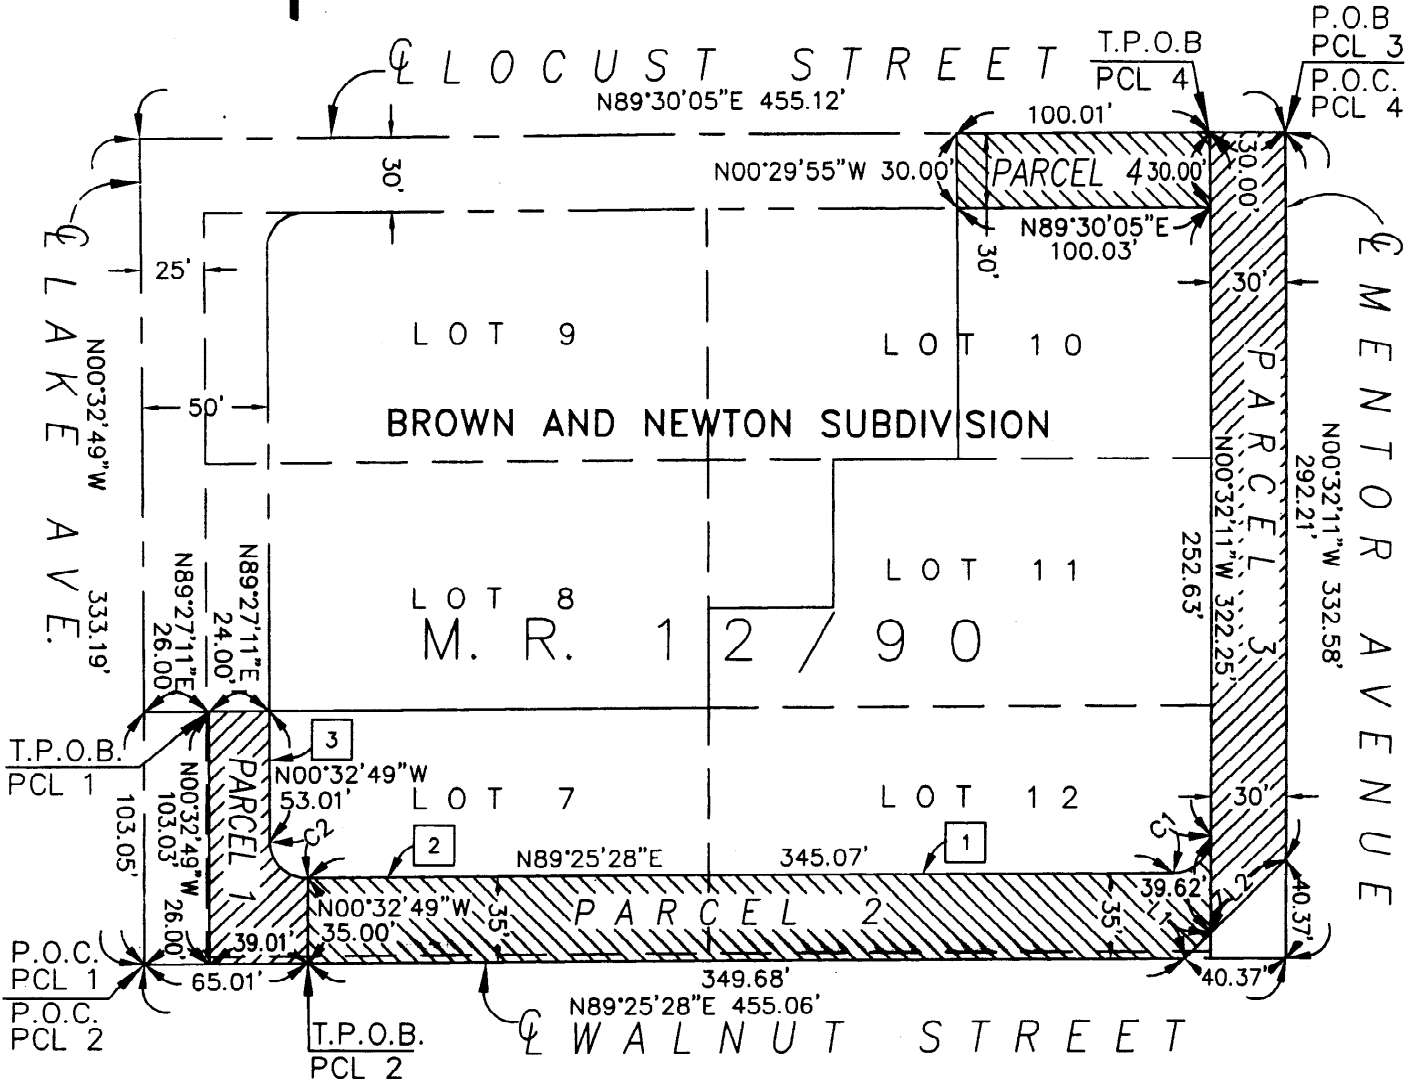 P.O.B
PCL 3
P.O.C.
PCL 4
T.P.O.B
PCL 4
℄ LOCUST STREET
N89°30'05"E 455.12'
100.01'
30'
N00°29'55"W 30.00'
PARCEL 4
30.00'
30.00'
N89°30'05"E
100.03'
30'
25'
30'
℄ LAKE AVE.
N00°32'49"W
333.19'
50'
LOT 9
LOT 10
BROWN AND NEWTON SUBDIVISION
PARCEL 3
℄ MENTOR AVENUE
N00°32'11"W 332.58'
292.21'
N00°32'11"W 322.25'
252.63'
LOT 8
LOT 11
M. R. 12/90
N89°27'11"E
26.00'
N89°27'11"E
24.00'
T.P.O.B.
PCL 1
3
N00°32'49"W
53.01'
PARCEL 1
N00°32'49"W
103.03'
103.05'
26.00'
LOT 7
LOT 12
30'
C2
C1
2
1
N89°25'28"E 345.07'
39.62'
L2
L1
40.37'
N00°32'49"W
35.00'
35'
PARCEL 2
35'
39.01'
65.01'
P.O.C.
PCL 1
P.O.C.
PCL 2
349.68'
40.37'
N89°25'28"E 455.06'
℄ WALNUT STREET
T.P.O.B.
PCL 2